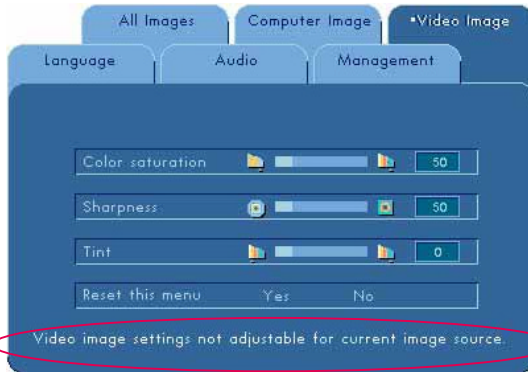 All Images Computer Image •Video Image
Language Audio Management
Color saturation 50
Sharpness 50
Tint 0
Reset this menu Yes No
Video image settings not adjustable for current image source.